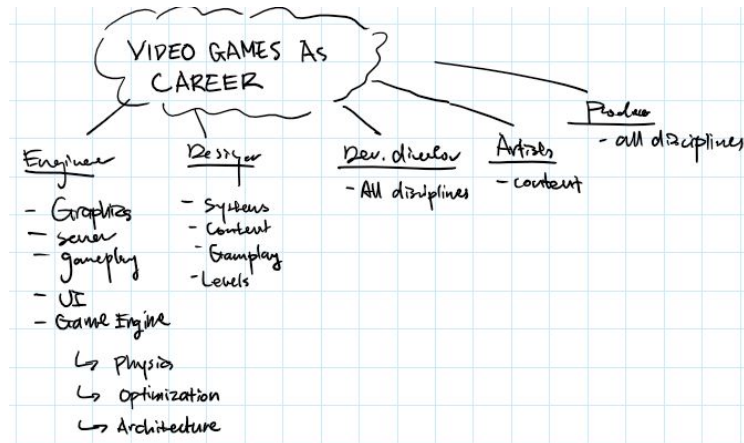 VIDEO GAMES AS
CAREER
Engineer
- Graphics
- server
- gameplay
- UI
- Game Engine
↳ Physics
↳ Optimization
↳ Architecture
Designer
- Systems
- Content
- Gamplay
- Levels
Dev. director
- All disciplines
Artists
- content
Producer
- all disciplines